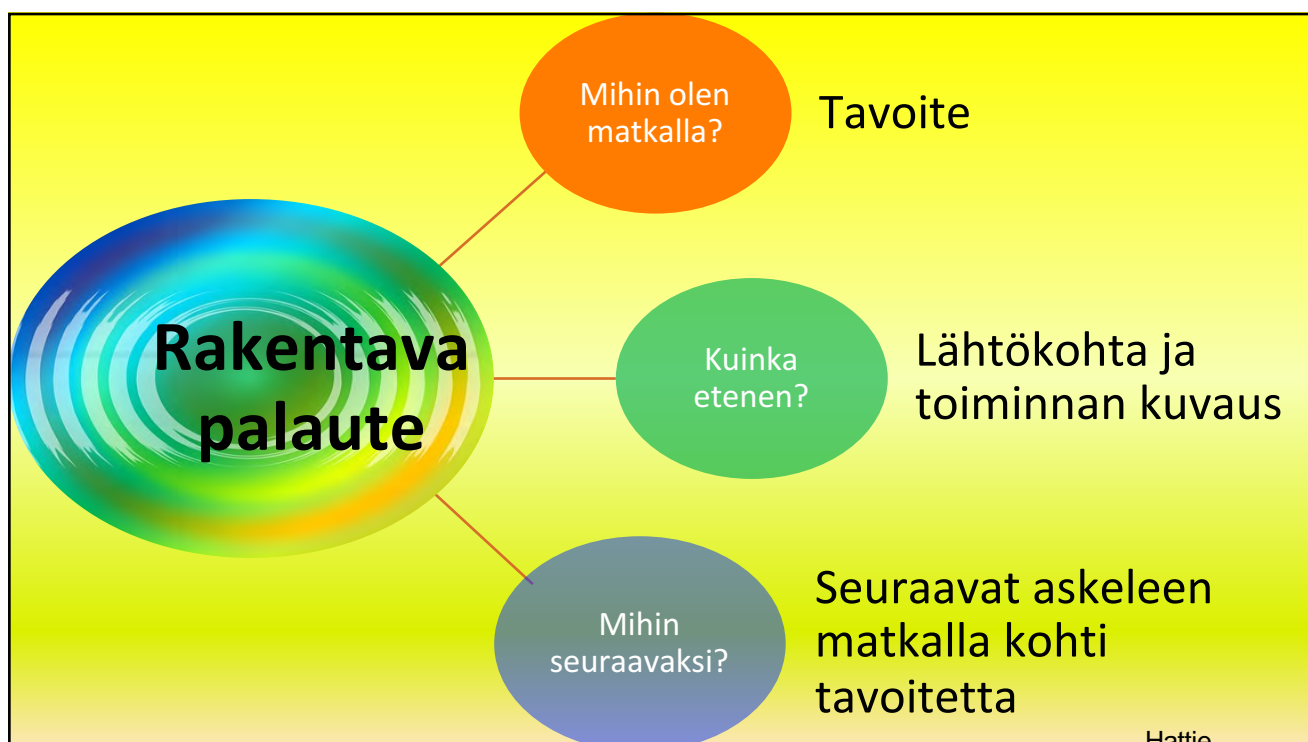 Mihin olen
matkalla?
Tavoite
Rakentava
palaute
Kuinka
etenen?
Lähtökohta ja
toiminnan kuvaus
Mihin
seuraavaksi?
Seuraavat askeleen
matkalla kohti
tavoitetta
Hattie